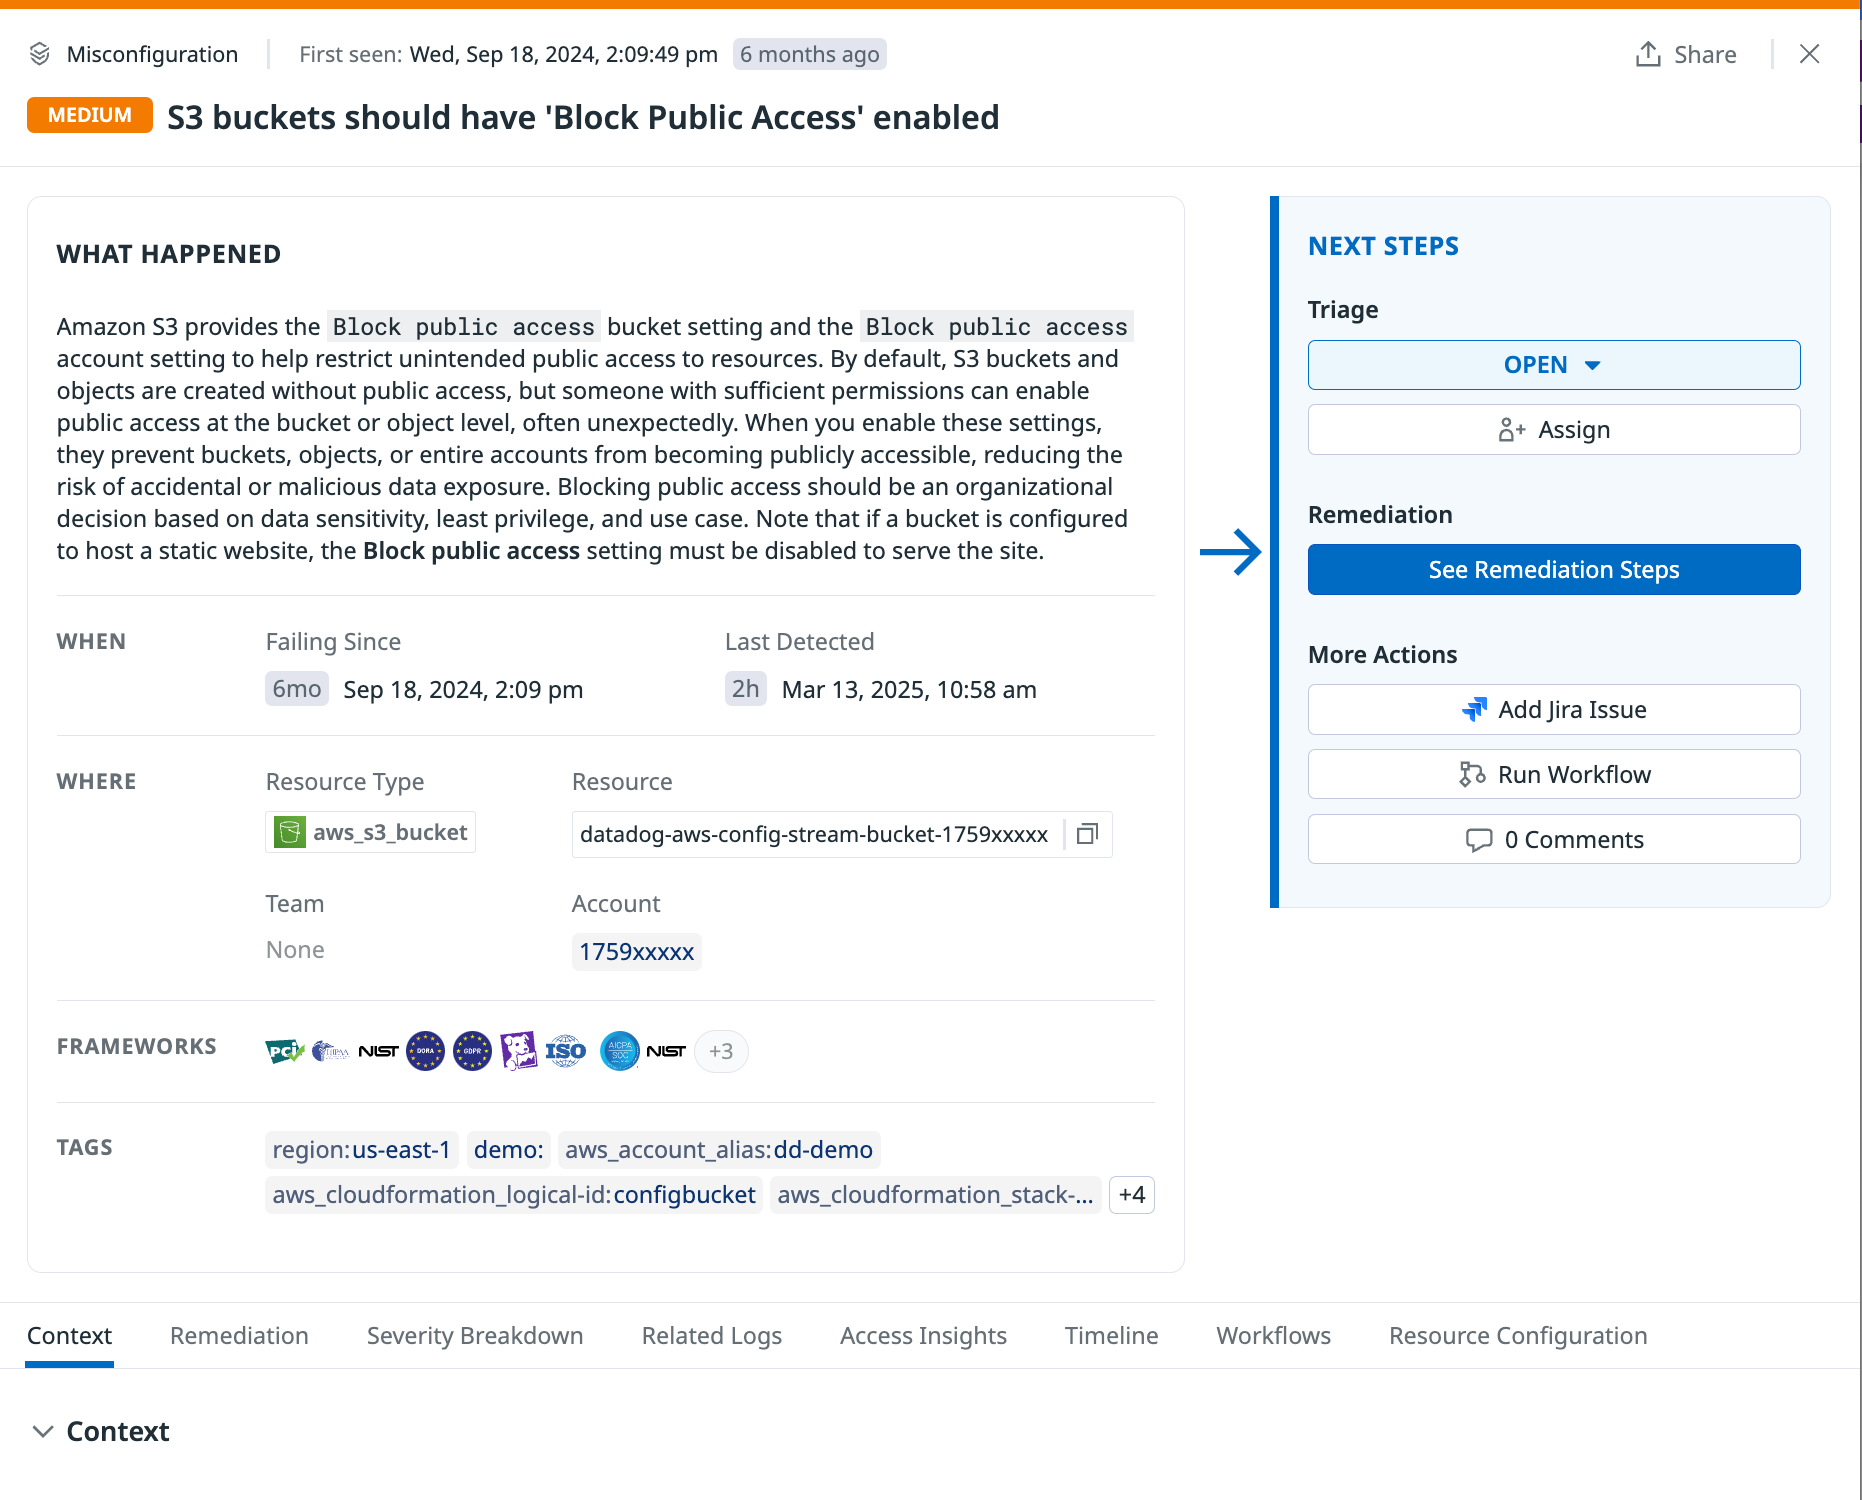 Misconfiguration
First seen: Wed, Sep 18, 2024, 2:09:49 pm 6 months ago
Share
MEDIUM S3 buckets should have 'Block Public Access' enabled
WHAT HAPPENED
Amazon S3 provides the Block public access bucket setting and the Block public access
account setting to help restrict unintended public access to resources. By default, S3 buckets and
objects are created without public access, but someone with sufficient permissions can enable
public access at the bucket or object level, often unexpectedly. When you enable these settings,
they prevent buckets, objects, or entire accounts from becoming publicly accessible, reducing the
risk of accidental or malicious data exposure. Blocking public access should be an organizational
decision based on data sensitivity, least privilege, and use case. Note that if a bucket is configured
to host a static website, the Block public access setting must be disabled to serve the site.
WHEN
Failing Since
6mo Sep 18, 2024, 2:09 pm
Last Detected
2h Mar 13, 2025, 10:58 am
WHERE
Resource Type
aws_s3_bucket
Resource
datadog-aws-config-stream-bucket-1759xxxxx
Team
None
Account
1759xxxxx
FRAMEWORKS
PCI HIPAA NIST DORA GDPR ISO AICPA SOC NIST +3
TAGS
region:us-east-1 demo: aws_account_alias:dd-demo
aws_cloudformation_logical-id:configbucket aws_cloudformation_stack-... +4
NEXT STEPS
Triage
OPEN
Assign
Remediation
See Remediation Steps
More Actions
Add Jira Issue
Run Workflow
0 Comments
Context Remediation Severity Breakdown Related Logs Access Insights Timeline Workflows Resource Configuration
Context